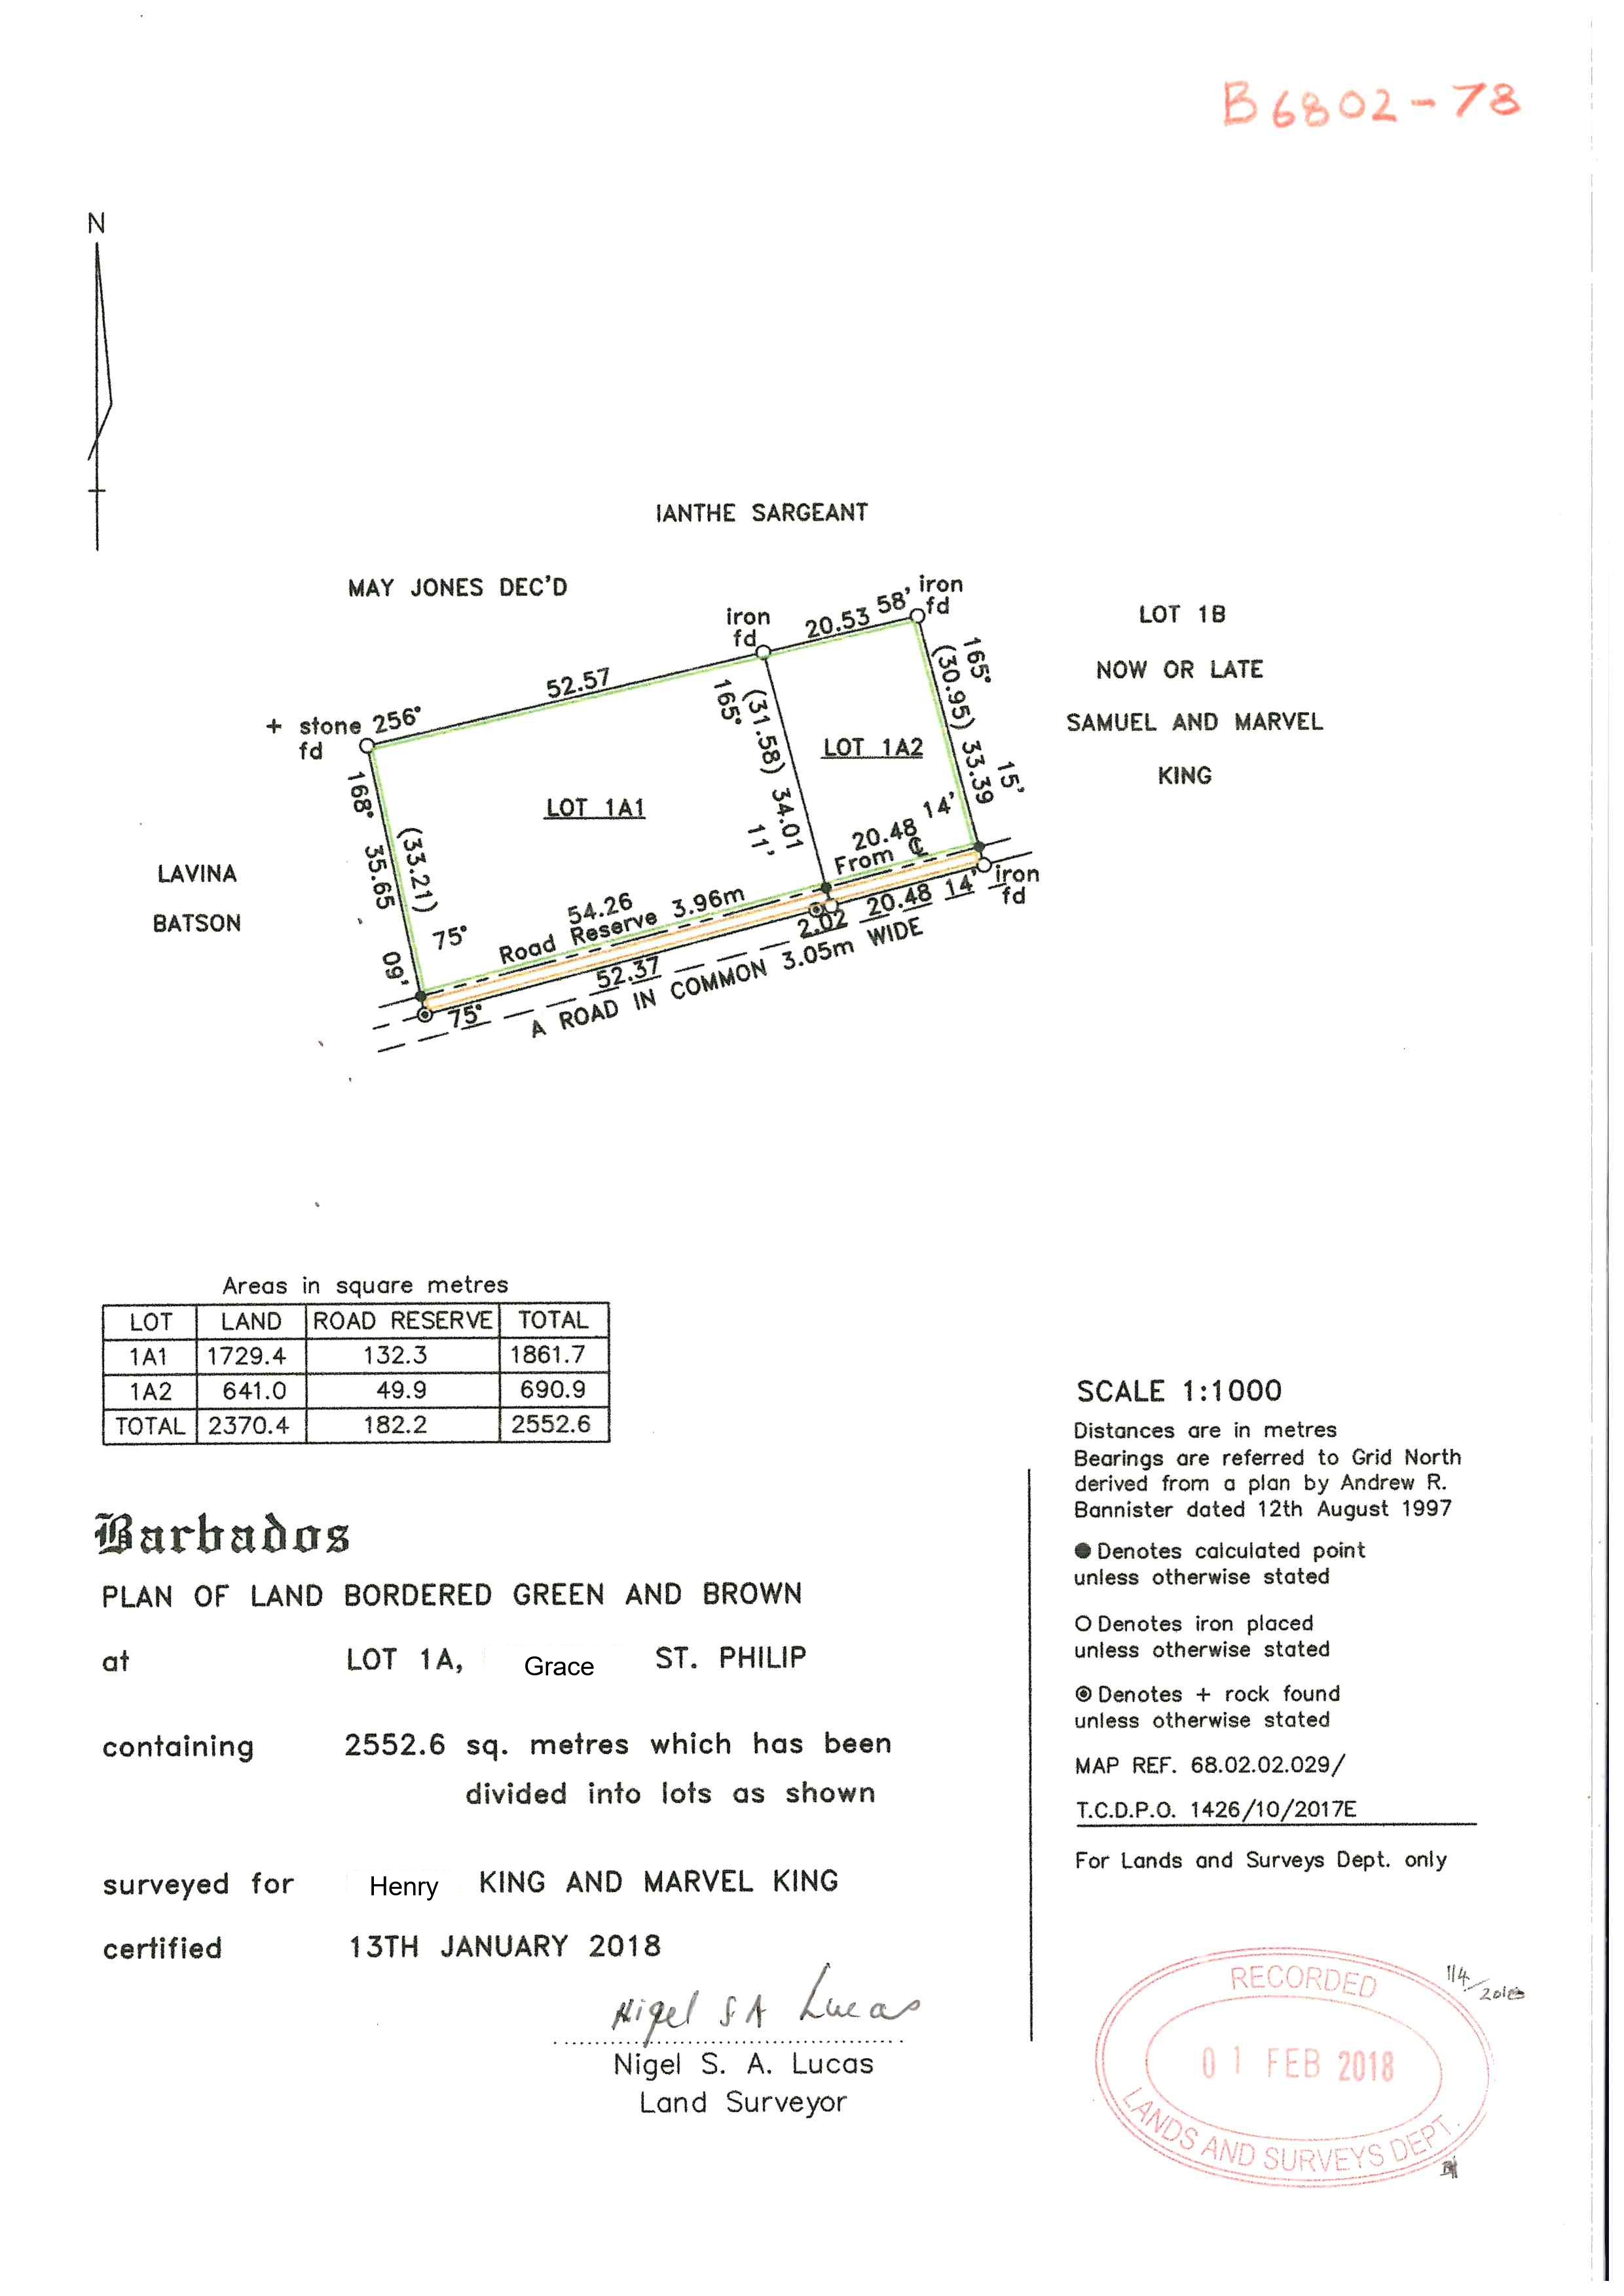 B6802-78
N
IANTHE SARGEANT
MAY JONES DEC'D
iron
fd
20.53
58'
iron
fd
LOT 1B
NOW OR LATE
SAMUEL AND MARVEL
KING
52.57
+ stone
fd
256°
165°
(31.58) 34.01
11'
165°
(30.95) 33.39
15'
LOT 1A2
LOT 1A1
168°
35.65
09'
(33.21)
LAVINA
BATSON
75°
54.26
Road Reserve 3.96m
20.48
14'
From ℄
iron
fd
75°
52.37
2.02
20.48
14'
A ROAD IN COMMON 3.05m WIDE
Areas in square metres
LOT LAND ROAD RESERVE TOTAL
1A1 1729.4 132.3 1861.7
1A2 641.0 49.9 690.9
TOTAL 2370.4 182.2 2552.6
Barbados
PLAN OF LAND BORDERED GREEN AND BROWN
at LOT 1A, Grace ST. PHILIP
containing 2552.6 sq. metres which has been
divided into lots as shown
surveyed for Henry KING AND MARVEL KING
certified 13TH JANUARY 2018
Nigel S A Lucas
Nigel S. A. Lucas
Land Surveyor
SCALE 1:1000
Distances are in metres
Bearings are referred to Grid North
derived from a plan by Andrew R.
Bannister dated 12th August 1997
● Denotes calculated point
unless otherwise stated
○ Denotes iron placed
unless otherwise stated
◉ Denotes + rock found
unless otherwise stated
MAP REF. 68.02.02.029/
T.C.D.P.O. 1426/10/2017E
For Lands and Surveys Dept. only
RECORDED
114/2018
01 FEB 2018
LANDS AND SURVEYS DEPT.